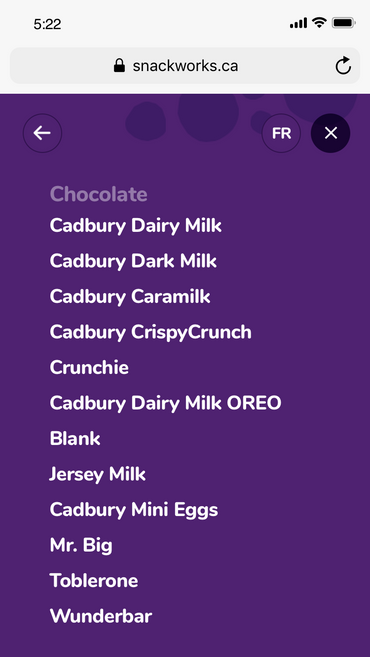 5:22
snackworks.ca
FR
Chocolate
Cadbury Dairy Milk
Cadbury Dark Milk
Cadbury Caramilk
Cadbury CrispyCrunch
Crunchie
Cadbury Dairy Milk OREO
Blank
Jersey Milk
Cadbury Mini Eggs
Mr. Big
Toblerone
Wunderbar